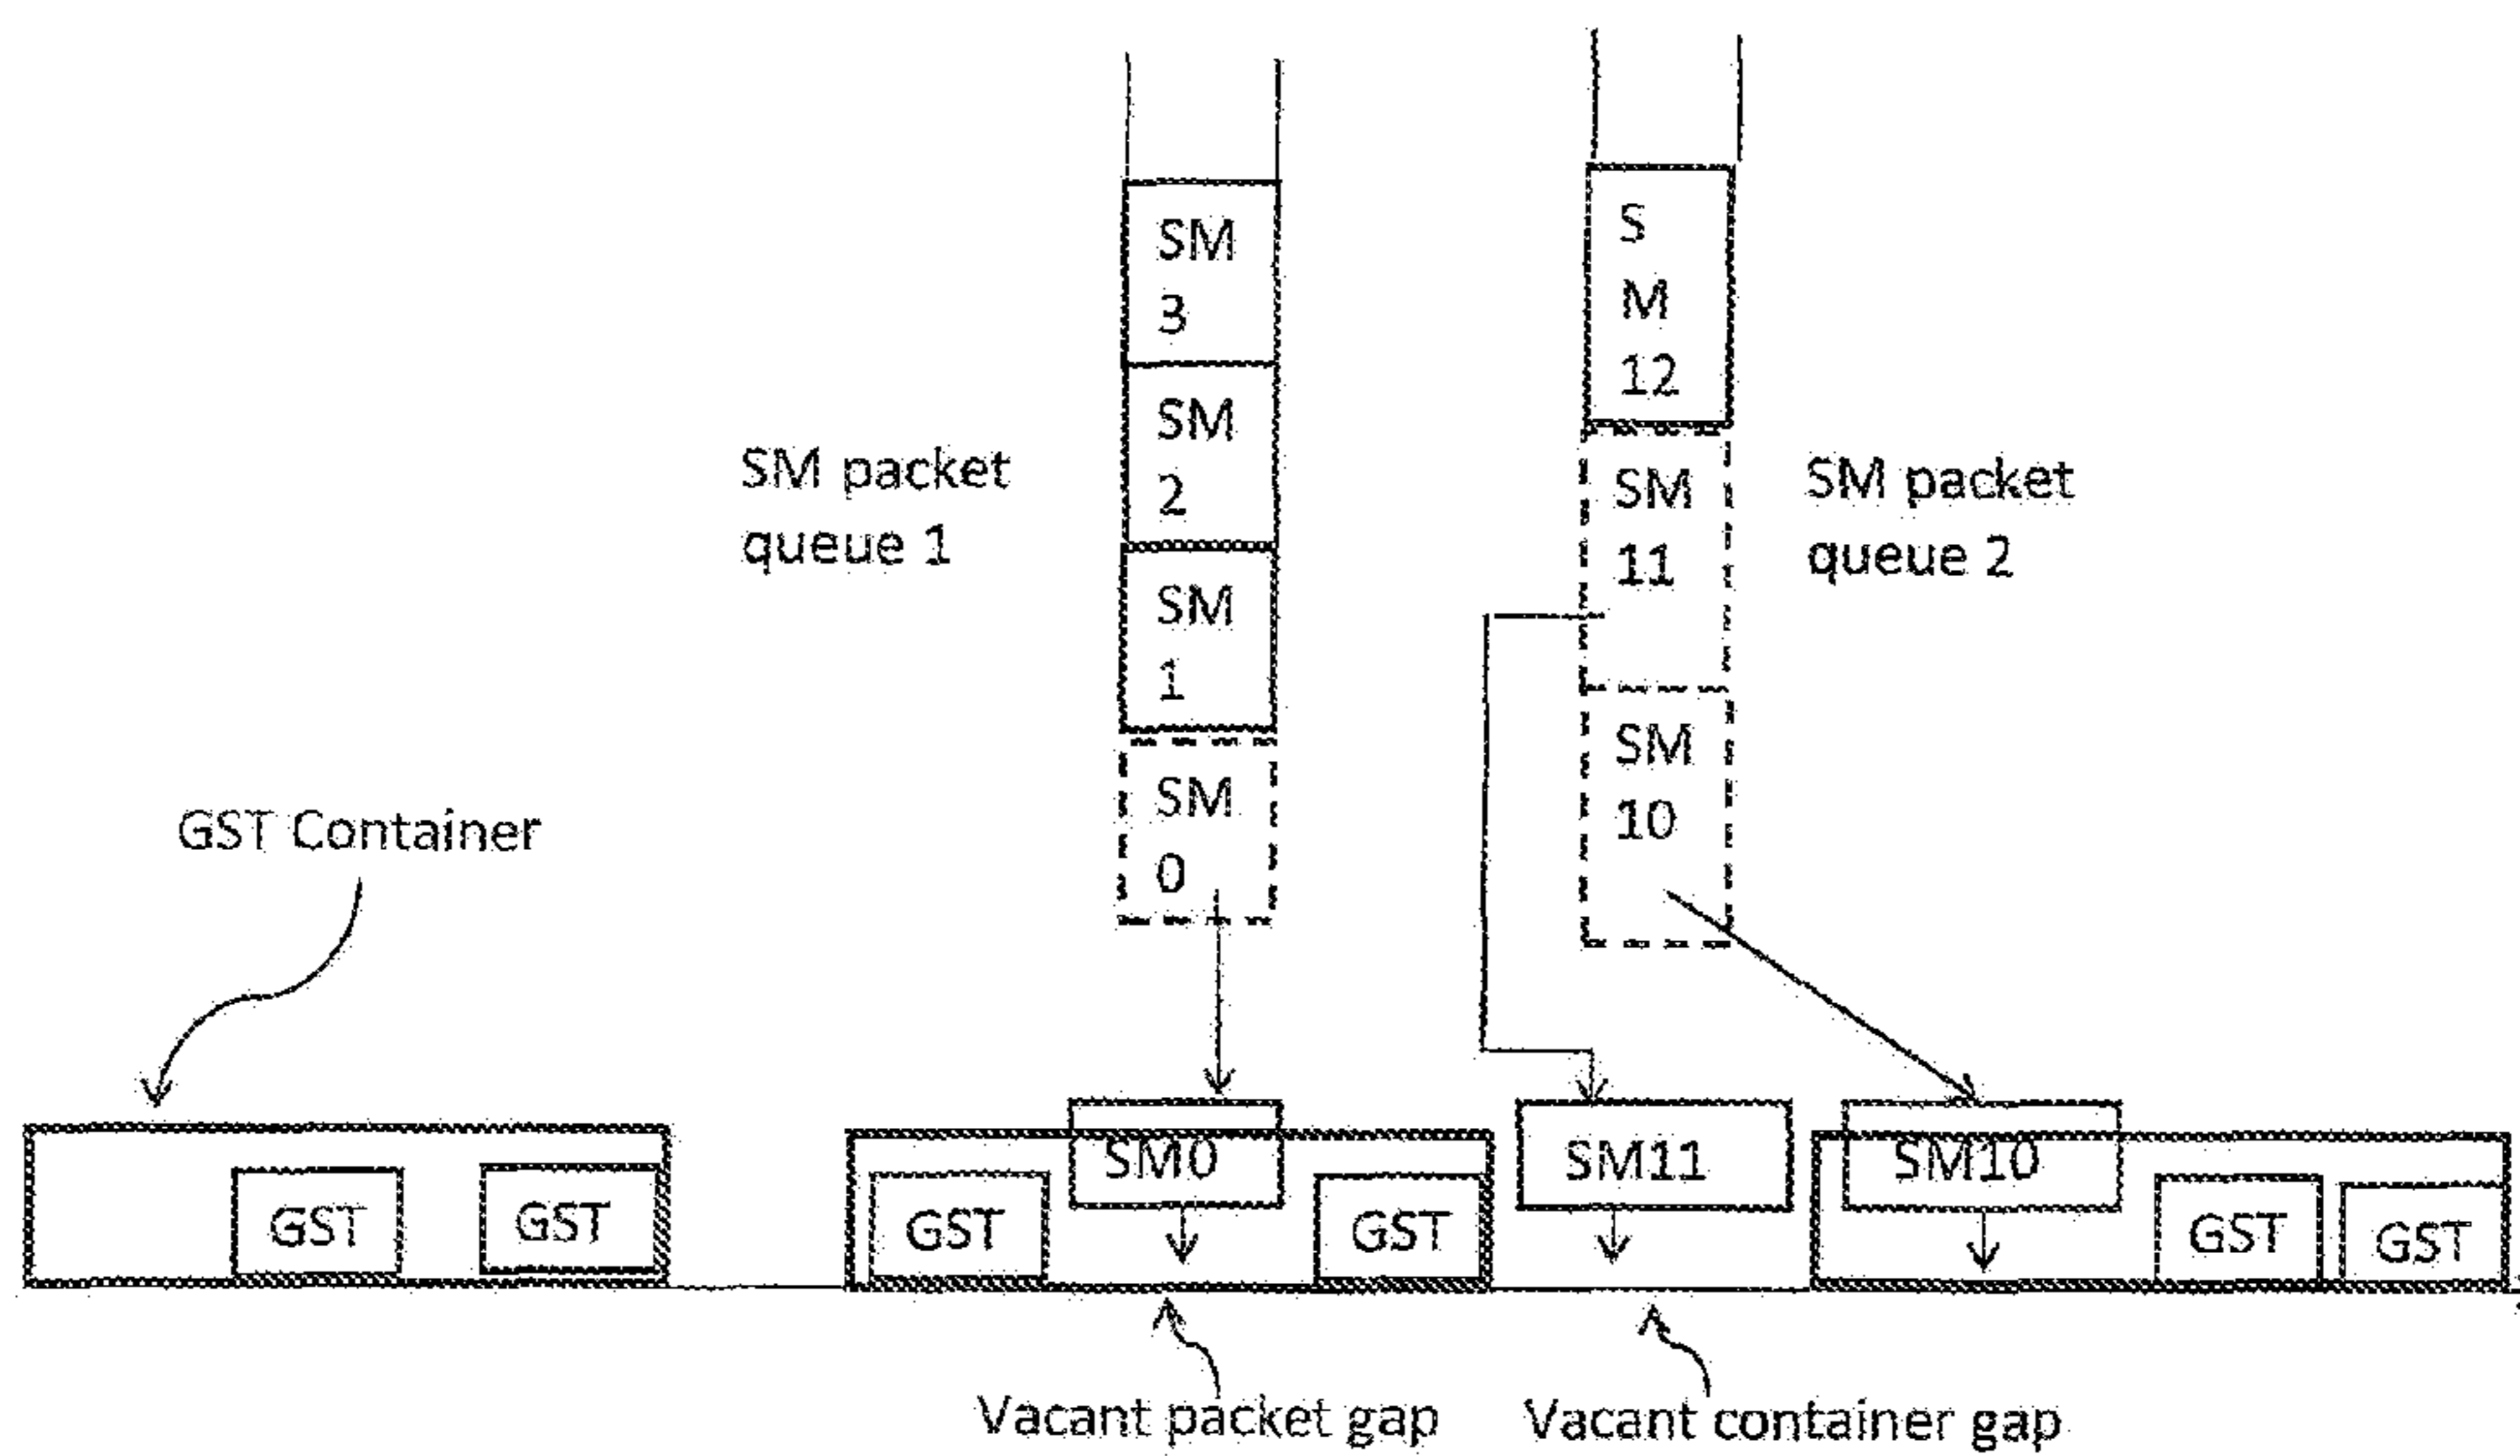 SM
3
SM
2
SM
1
SM
0
SM packet
queue 1
S
M
12
SM
11
SM
10
SM packet
queue 2
GST Container
GST
GST
GST
SM0
GST
SM11
SM10
GST
GST
Vacant packet gap
Vacant container gap